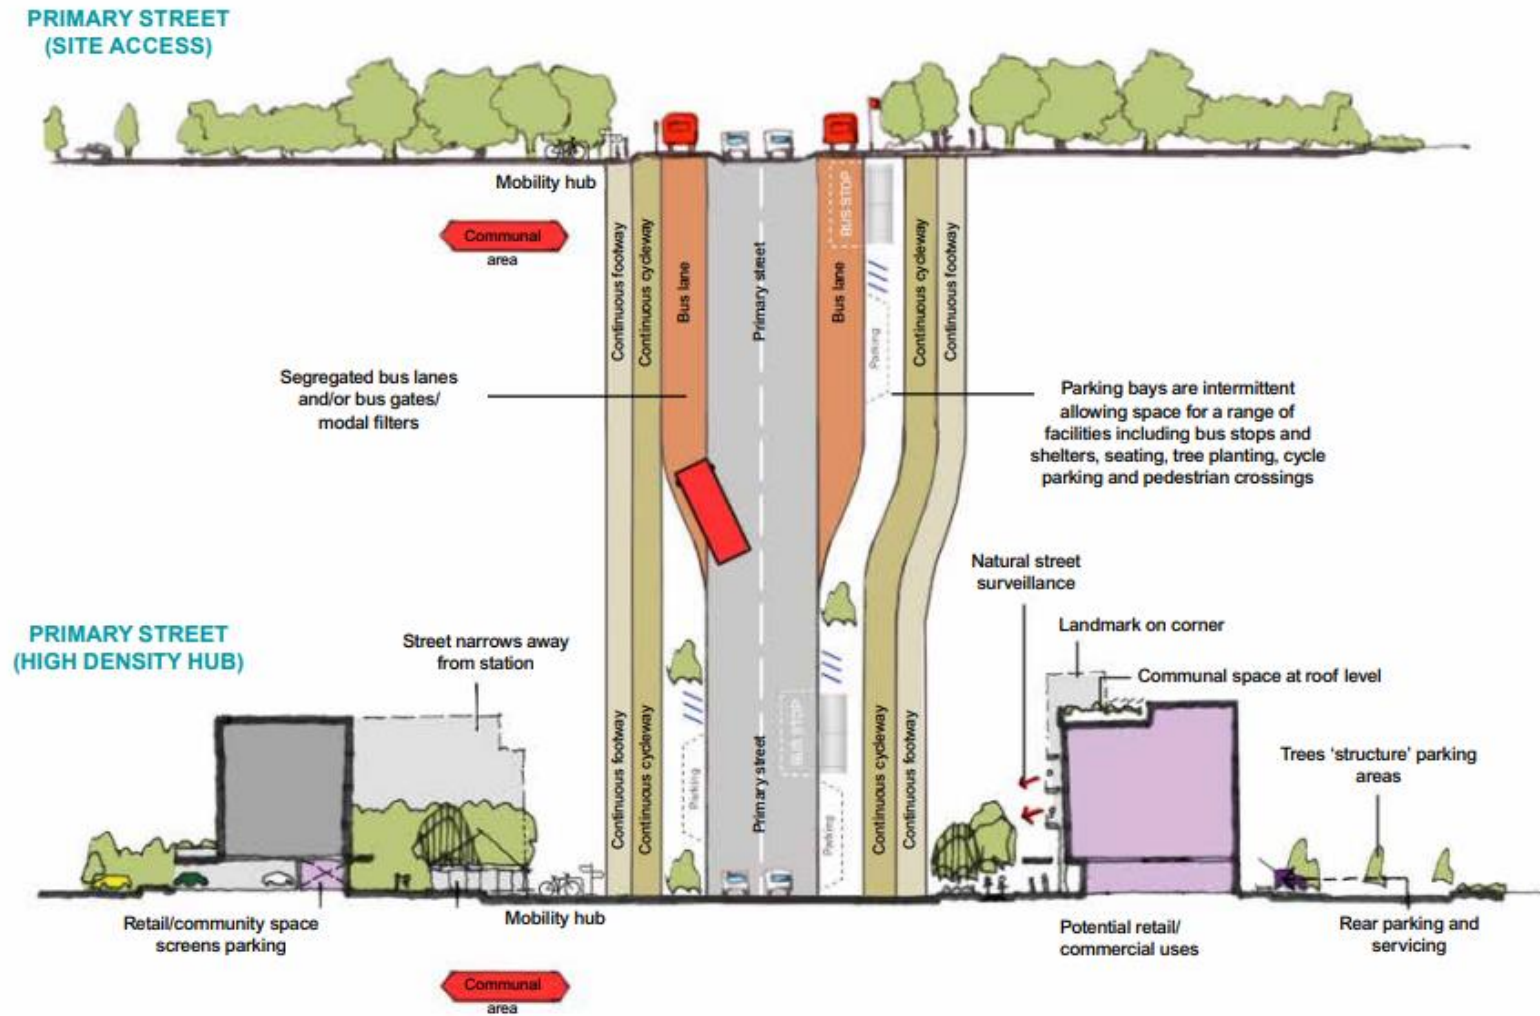 PRIMARY STREET
(SITE ACCESS)
Mobility hub
Communal
area
Continuous footway
Continuous cycleway
Bus lane
Primary street
BUS STOP
Bus lane
Parking
Continuous cycleway
Continuous footway
Segregated bus lanes
and/or bus gates/
modal filters
Parking bays are intermittent
allowing space for a range of
facilities including bus stops and
shelters, seating, tree planting, cycle
parking and pedestrian crossings
Natural street
surveillance
Landmark on corner
Communal space at roof level
Trees ‘structure’ parking
areas
PRIMARY STREET
(HIGH DENSITY HUB)
Street narrows away
from station
Continuous footway
Continuous cycleway
Parking
Primary street
BUS STOP
Parking
Continuous cycleway
Continuous footway
Retail/community space
screens parking
Mobility hub
Communal
area
Potential retail/
commercial uses
Rear parking and
servicing